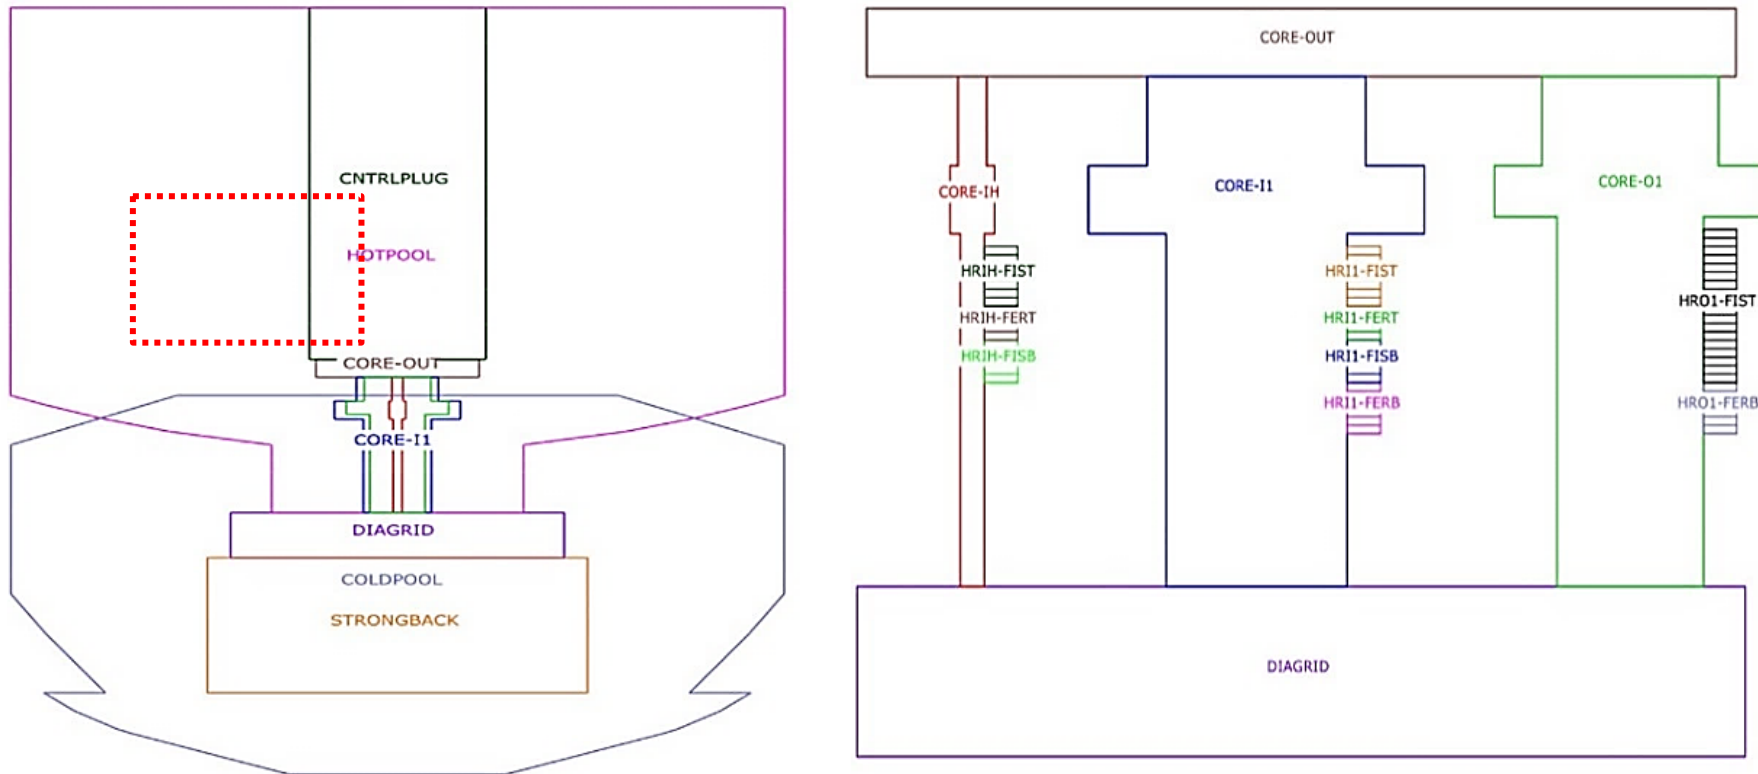 CNTRLPLUG
HOTPOOL
CORE-OUT
CORE-I1
DIAGRID
COLDPOOL
STRONGBACK
CORE-OUT
CORE-IH
CORE-I1
CORE-O1
HRIH-FIST
HRI1-FIST
HRO1-FIST
HRIH-FERT
HRI1-FERT
HRIH-FISB
HRI1-FISB
HRI1-FERB
HRO1-FERB
DIAGRID